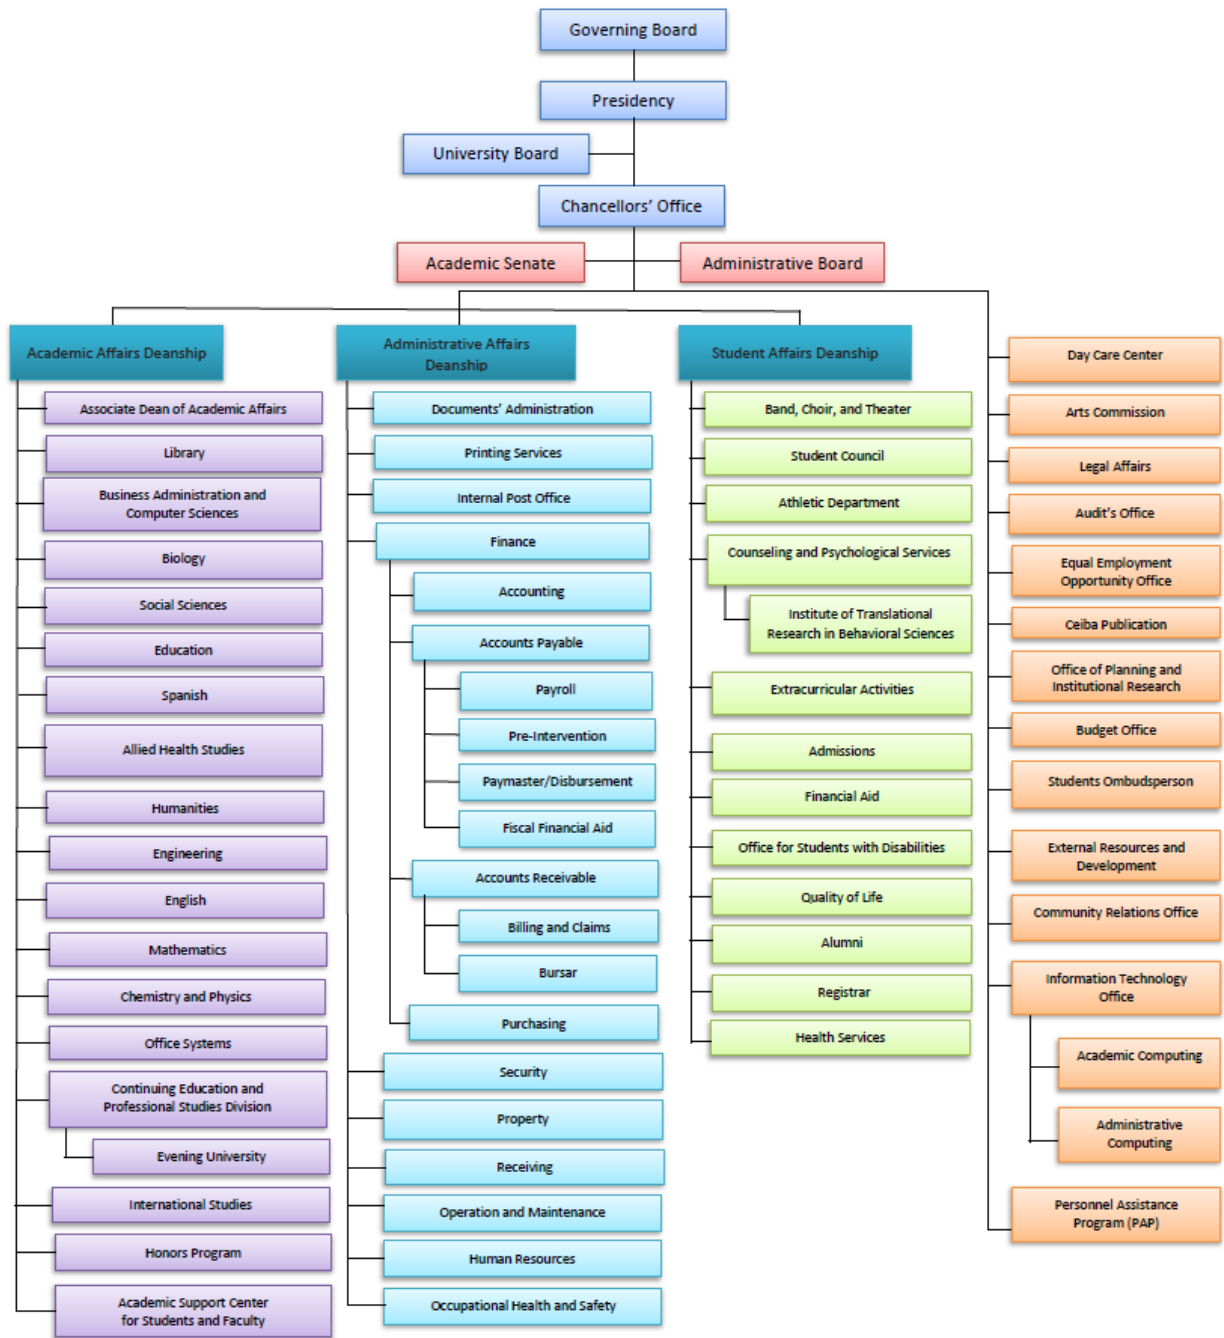 Governing Board
Presidency
University Board
Chancellors' Office
Academic Senate
Administrative Board
Academic Affairs Deanship
Associate Dean of Academic Affairs
Library
Business Administration and
Computer Sciences
Biology
Social Sciences
Education
Spanish
Allied Health Studies
Humanities
Engineering
English
Mathematics
Chemistry and Physics
Office Systems
Continuing Education and
Professional Studies Division
Evening University
International Studies
Honors Program
Academic Support Center
for Students and Faculty
Administrative Affairs
Deanship
Documents' Administration
Printing Services
Internal Post Office
Finance
Accounting
Accounts Payable
Payroll
Pre-Intervention
Paymaster/Disbursement
Fiscal Financial Aid
Accounts Receivable
Billing and Claims
Bursar
Purchasing
Security
Property
Receiving
Operation and Maintenance
Human Resources
Occupational Health and Safety
Student Affairs Deanship
Band, Choir, and Theater
Student Council
Athletic Department
Counseling and Psychological Services
Institute of Translational
Research in Behavioral Sciences
Extracurricular Activities
Admissions
Financial Aid
Office for Students with Disabilities
Quality of Life
Alumni
Registrar
Health Services
Day Care Center
Arts Commission
Legal Affairs
Audit's Office
Equal Employment
Opportunity Office
Ceiba Publication
Office of Planning and
Institutional Research
Budget Office
Students Ombudsperson
External Resources and
Development
Community Relations Office
Information Technology
Office
Academic Computing
Administrative
Computing
Personnel Assistance
Program (PAP)